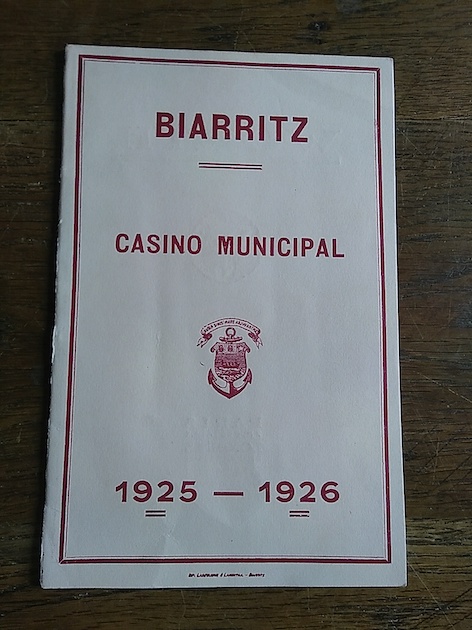 BIARRITZ
CASINO MUNICIPAL
1925 — 1926